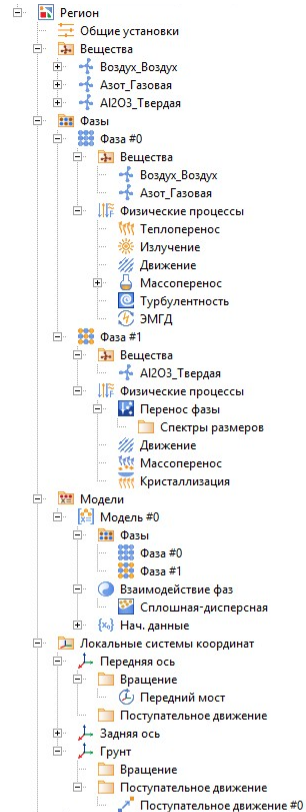 Регион
Общие установки
Вещества
Воздух_Воздух
Азот_Газовая
Al2O3_Твердая
Фазы
Фаза #0
Вещества
Воздух_Воздух
Азот_Газовая
Физические процессы
Теплоперенос
Излучение
Движение
Массоперенос
Турбулентность
ЭМГД
Фаза #1
Вещества
Al2O3_Твердая
Физические процессы
Перенос фазы
Спектры размеров
Движение
Массоперенос
Кристаллизация
Модели
Модель #0
Фазы
Фаза #0
Фаза #1
Взаимодействие фаз
Сплошная-дисперсная
Нач. данные
Локальные системы координат
Передняя ось
Вращение
Передний мост
Поступательное движение
Задняя ось
Грунт
Вращение
Поступательное движение
Поступательное движение #0